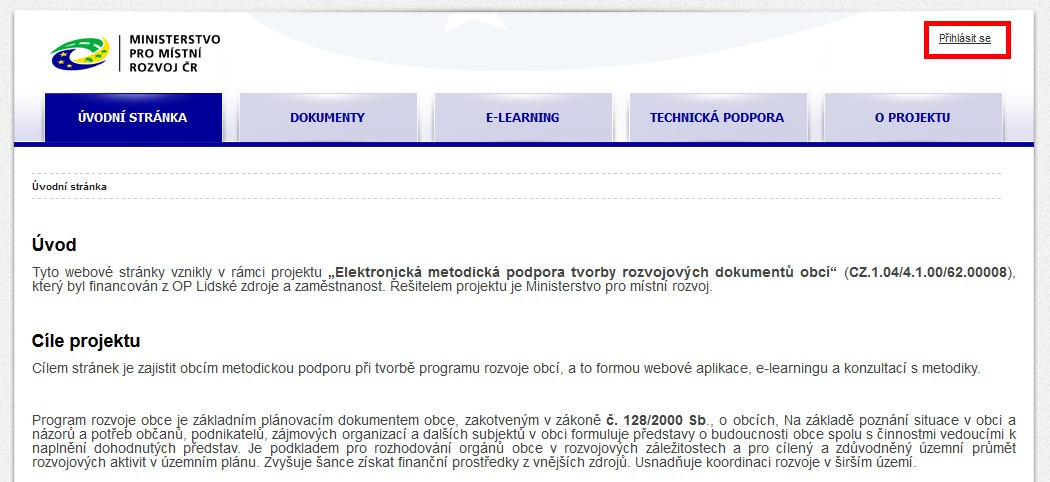 MINISTERSTVO
PRO MÍSTNÍ
ROZVOJ ČR
Přihlásit se
ÚVODNÍ STRÁNKA DOKUMENTY E-LEARNING TECHNICKÁ PODPORA O PROJEKTU
Úvodní stránka
Úvod
Tyto webové stránky vznikly v rámci projektu „Elektronická metodická podpora tvorby rozvojových dokumentů obcí“ (CZ.1.04/4.1.00/62.00008),
který byl financován z OP Lidské zdroje a zaměstnanost. Řešitelem projektu je Ministerstvo pro místní rozvoj.
Cíle projektu
Cílem stránek je zajistit obcím metodickou podporu při tvorbě programu rozvoje obcí, a to formou webové aplikace, e-learningu a konzultací s metodiky.
Program rozvoje obce je základním plánovacím dokumentem obce, zakotveným v zákoně č. 128/2000 Sb., o obcích, Na základě poznání situace v obci a
názorů a potřeb občanů, podnikatelů, zájmových organizací a dalších subjektů v obci formuluje představy o budoucnosti obce spolu s činnostmi vedoucími k
naplnění dohodnutých představ. Je podkladem pro rozhodování orgánů obce v rozvojových záležitostech a pro cílený a zdůvodněný územní průmět
rozvojových aktivit v územním plánu. Zvyšuje šance získat finanční prostředky z vnějších zdrojů. Usnadňuje koordinaci rozvoje v širším území.